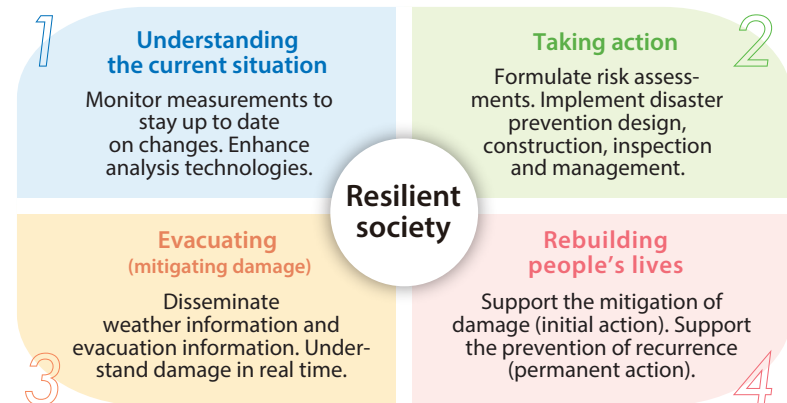 1
Understanding
the current situation
Monitor measurements to
stay up to date
on changes. Enhance
analysis technologies.
2
Taking action
Formulate risk assess-
ments. Implement disaster
prevention design,
construction, inspection
and management.
Resilient
society
Evacuating
(mitigating damage)
Disseminate
weather information and
evacuation information. Under-
stand damage in real time.
3
Rebuilding
people’s lives
Support the mitigation of
damage (initial action). Support
the prevention of recurrence
(permanent action).
4